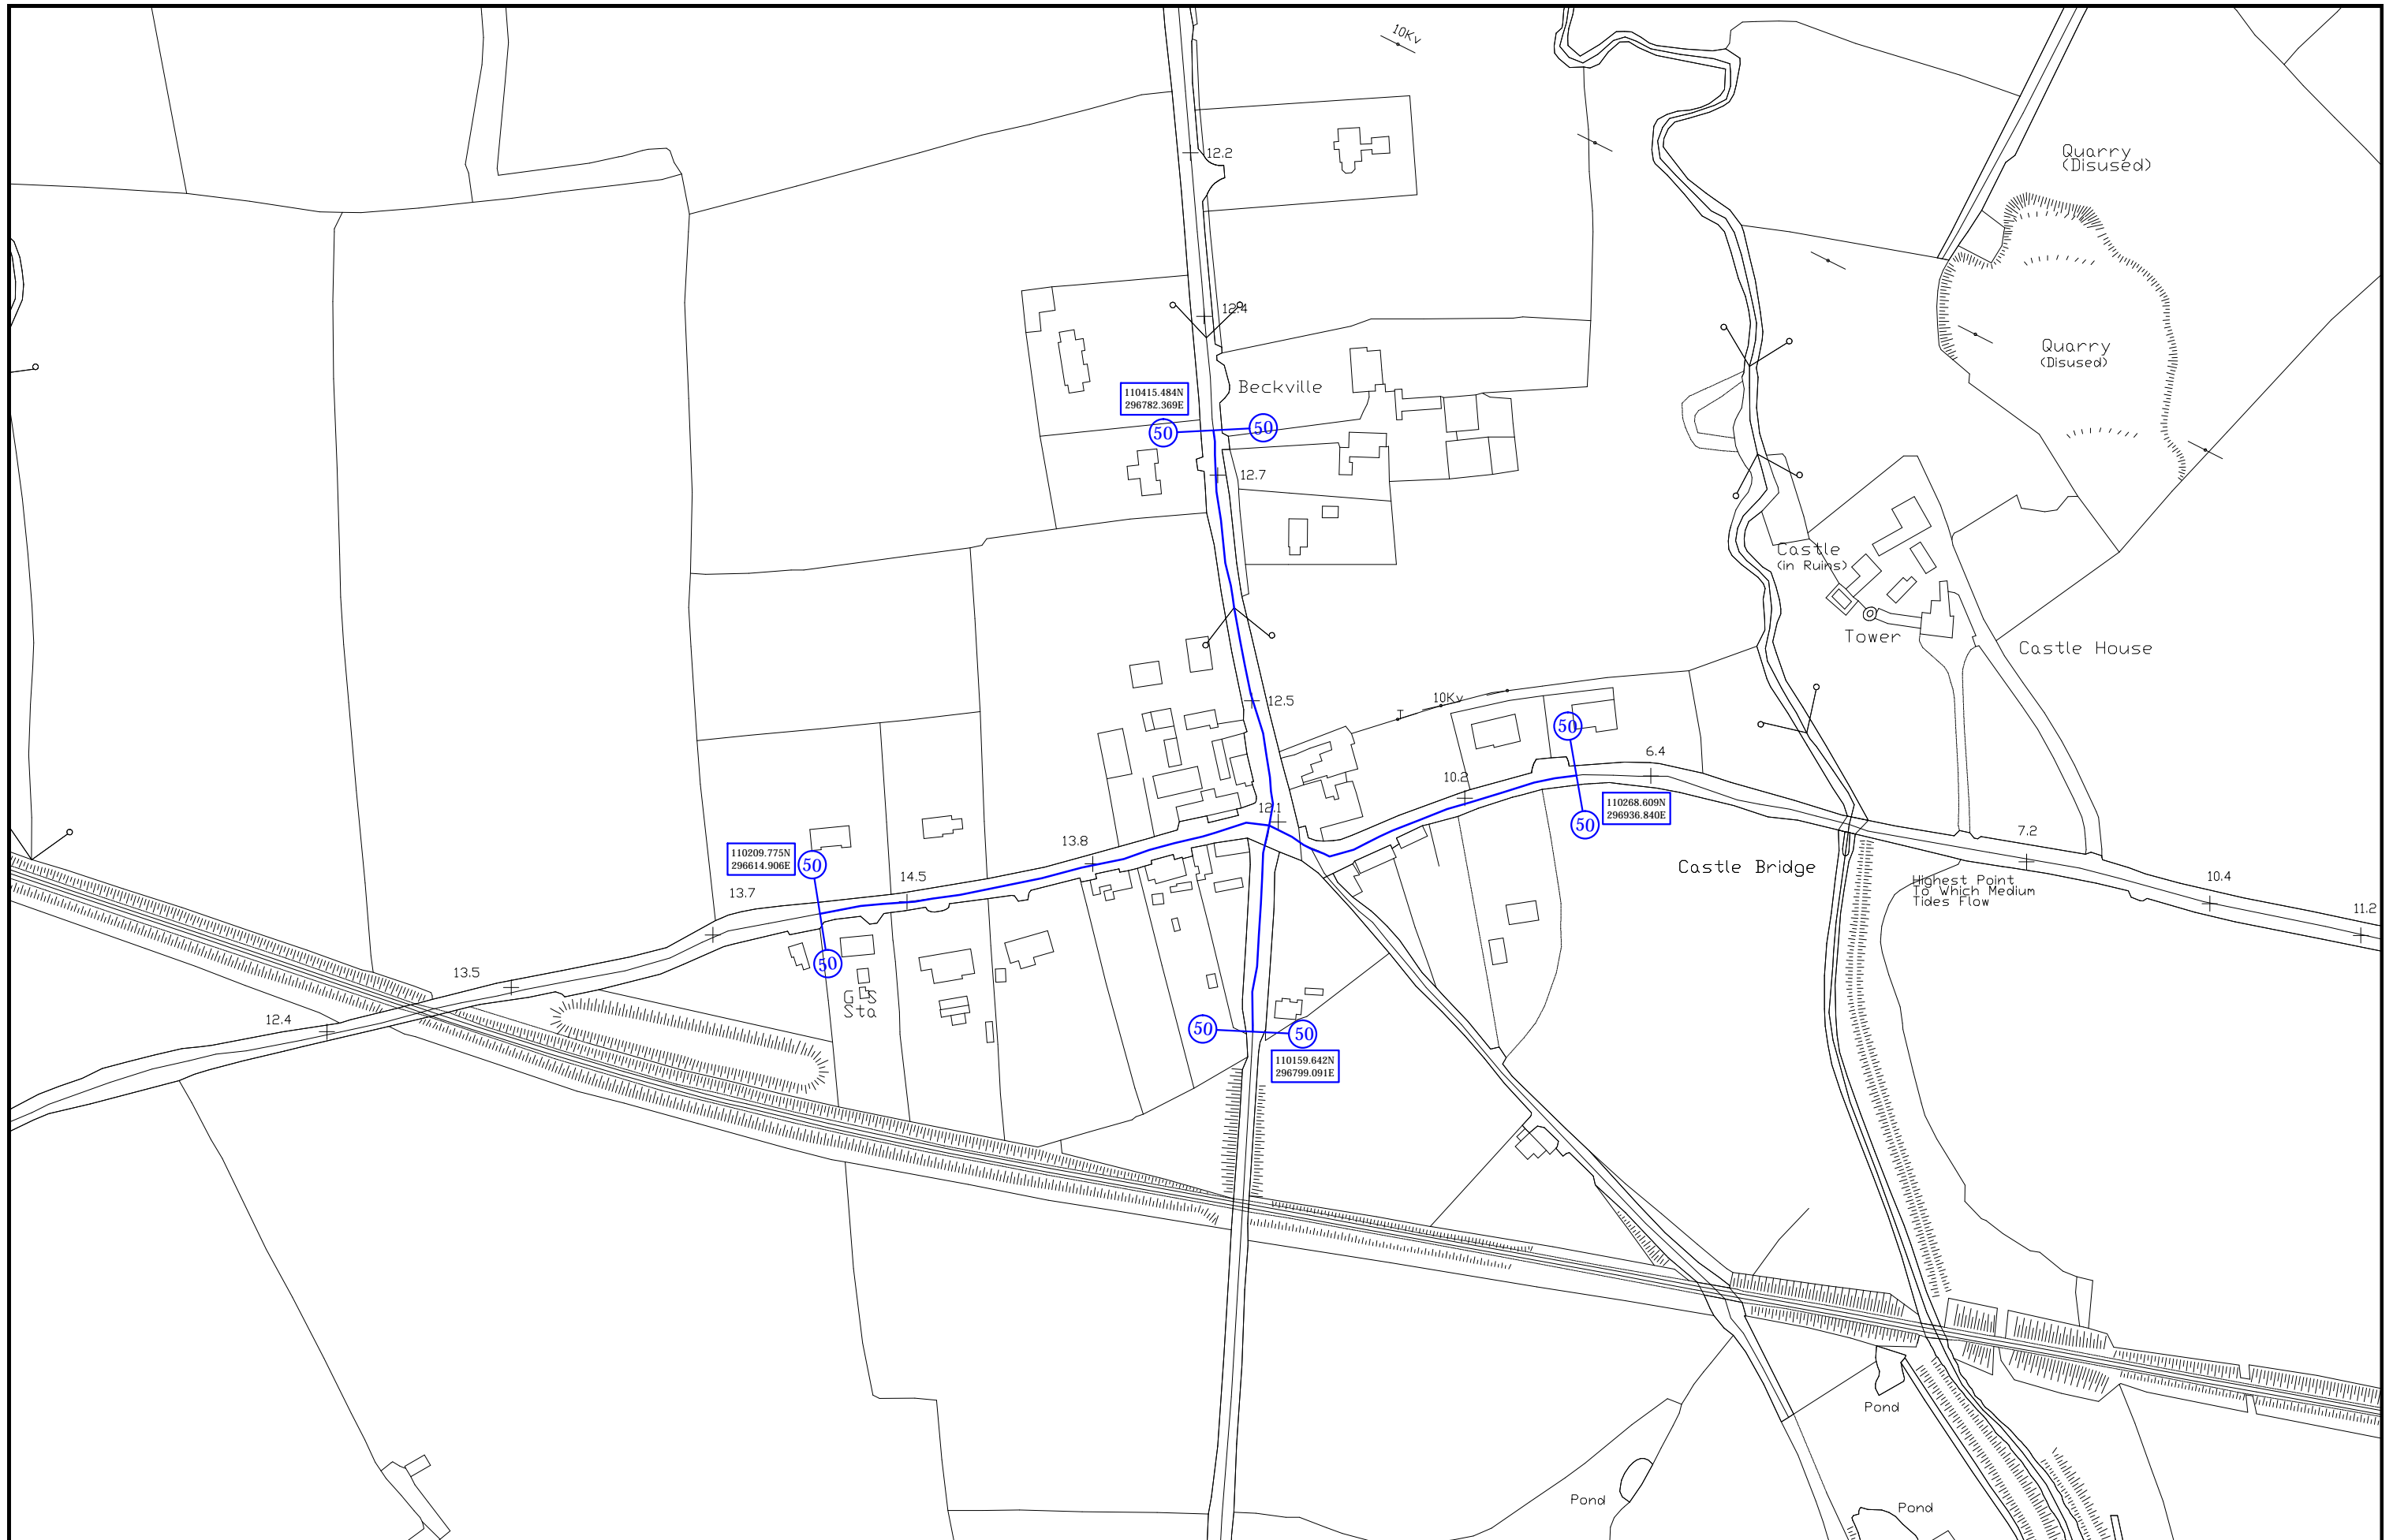 10Kv
12.2
Quarry
(Disused)
12.4
Quarry
(Disused)
Beckville
110415.484N
296782.369E
50
50
12.7
Castle
(in Ruins)
Tower
Castle House
12.5
10Kv
T
50
6.4
10.2
110268.609N
296936.840E
12.1
50
13.8
7.2
110209.775N
296614.906E
50
Castle Bridge
14.5
13.7
Highest Point
To Which Medium
Tides Flow
10.4
11.2
50
13.5
G S
Sta
12.4
50
50
110159.642N
296799.091E
Pond
Pond
Pond